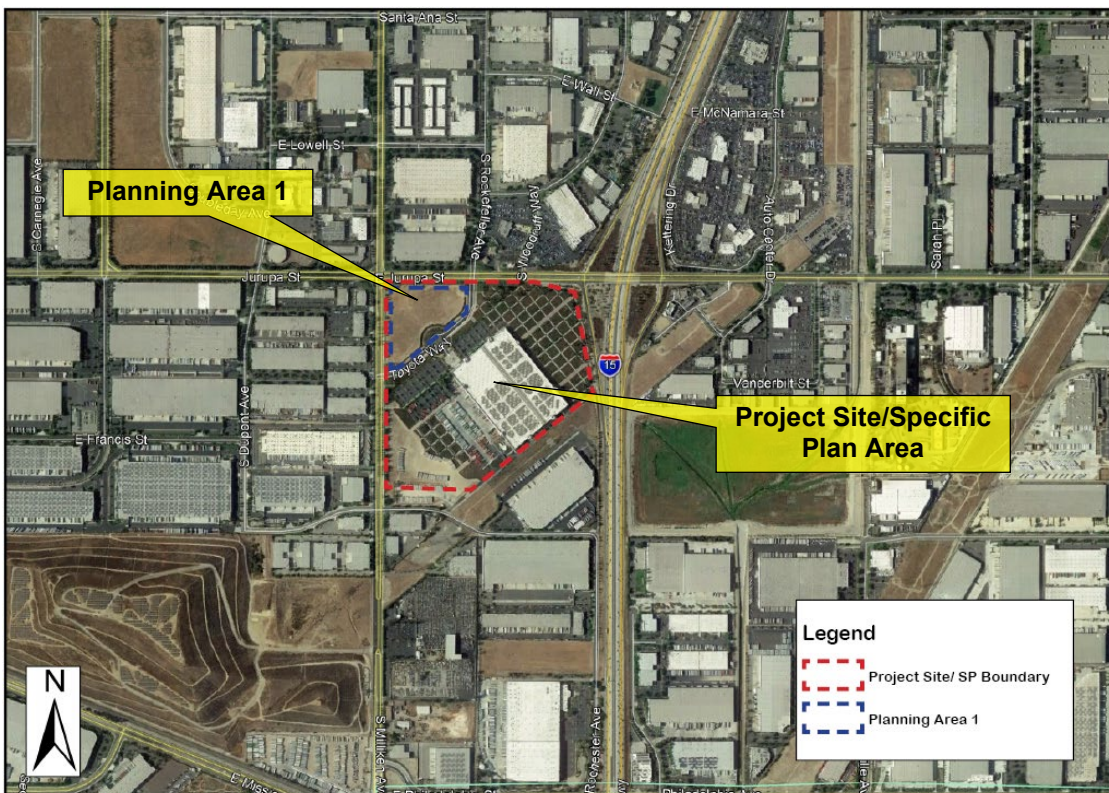 Santa Ana St
E Wall St
E McNamara St
E Lowell St
S Carnegie Ave
Planning Area 1
S Rockefeller Ave
S Woodruff Way
Kettering Dr
Auto Center Dr
Sarah Pl
Jurupa St
E Jurupa St
Toyota Way
15
Vanderbilt St
S Dupont Ave
Project Site/Specific
Plan Area
E Francis St
Legend
Project Site/ SP Boundary
Planning Area 1
N
S Milliken Av
Rochester Ave